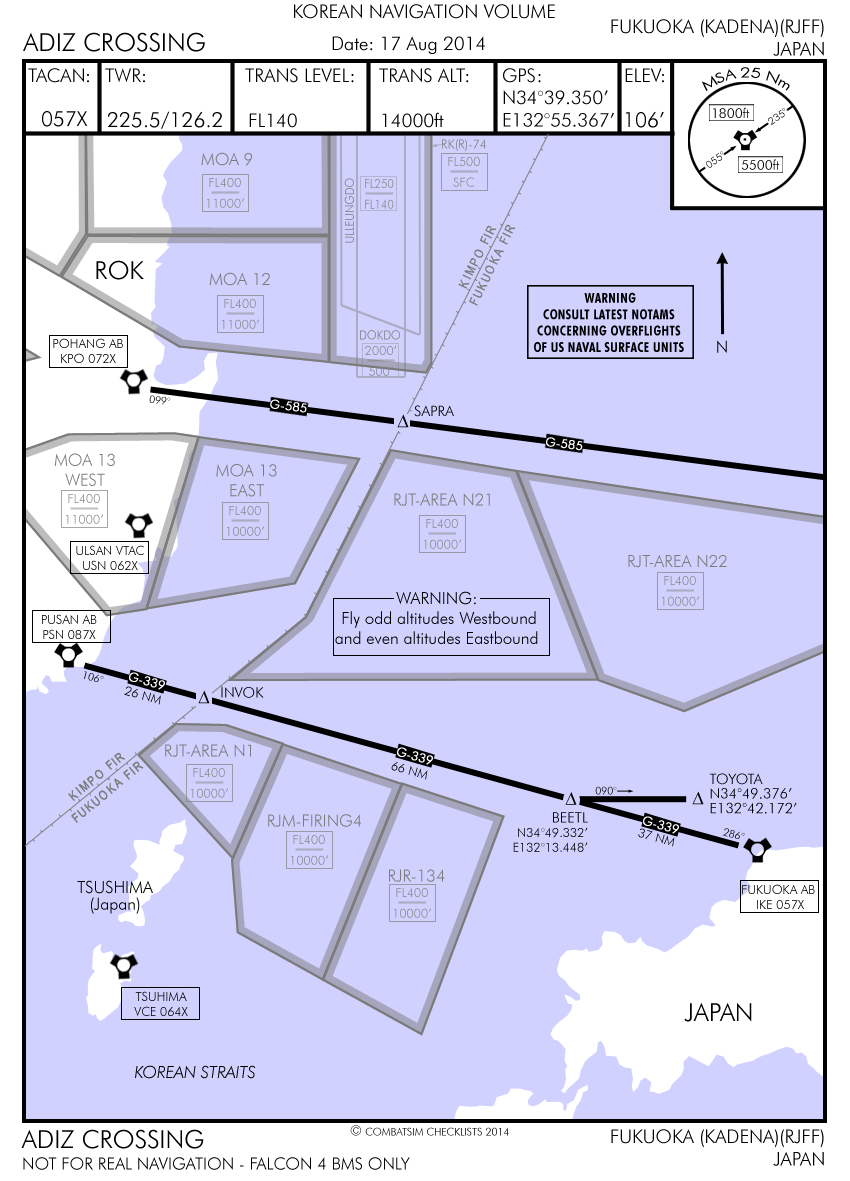 KOREAN NAVIGATION VOLUME
ADIZ CROSSING
Date: 17 Aug 2014
FUKUOKA (KADENA)(RJFF)
JAPAN
TACAN:
057X
TWR:
225.5/126.2
TRANS LEVEL:
FL140
TRANS ALT:
14000ft
GPS:
N34°39.350'
E132°55.367'
ELEV:
106'
MSA 25 Nm
1800ft
235°
055°
5500ft
MOA 9
FL400
11000'
ULLEUNGDO
FL250
FL140
RK(R)-74
FL500
SFC
KIMPO FIR
FUKUOKA FIR
ROK
MOA 12
FL400
11000'
WARNING
CONSULT LATEST NOTAMS
CONCERNING OVERFLIGHTS
OF US NAVAL SURFACE UNITS
N
DOKDO
2000'
500'
POHANG AB
KPO 072X
099°
G-585
SAPRA
G-585
MOA 13
WEST
FL400
11000'
MOA 13
EAST
FL400
10000'
RJT-AREA N21
FL400
10000'
RJT-AREA N22
FL400
10000'
ULSAN VTAC
USN 062X
WARNING:
Fly odd altitudes Westbound
and even altitudes Eastbound
PUSAN AB
PSN 087X
106°
G-339
26 NM
INVOK
KIMPO FIR
FUKUOKA FIR
RJT-AREA N1
FL400
10000'
G-339
66 NM
RJM-FIRING4
FL400
10000'
RJR-134
FL400
10000'
090°
TOYOTA
N34°49.376'
E132°42.172'
BEETL
N34°49.332'
E132°13.448'
G-339
37 NM
286°
FUKUOKA AB
IKE 057X
TSUSHIMA
(Japan)
TSUHIMA
VCE 064X
JAPAN
KOREAN STRAITS
© COMBATSIM CHECKLISTS 2014
ADIZ CROSSING
NOT FOR REAL NAVIGATION - FALCON 4 BMS ONLY
FUKUOKA (KADENA)(RJFF)
JAPAN